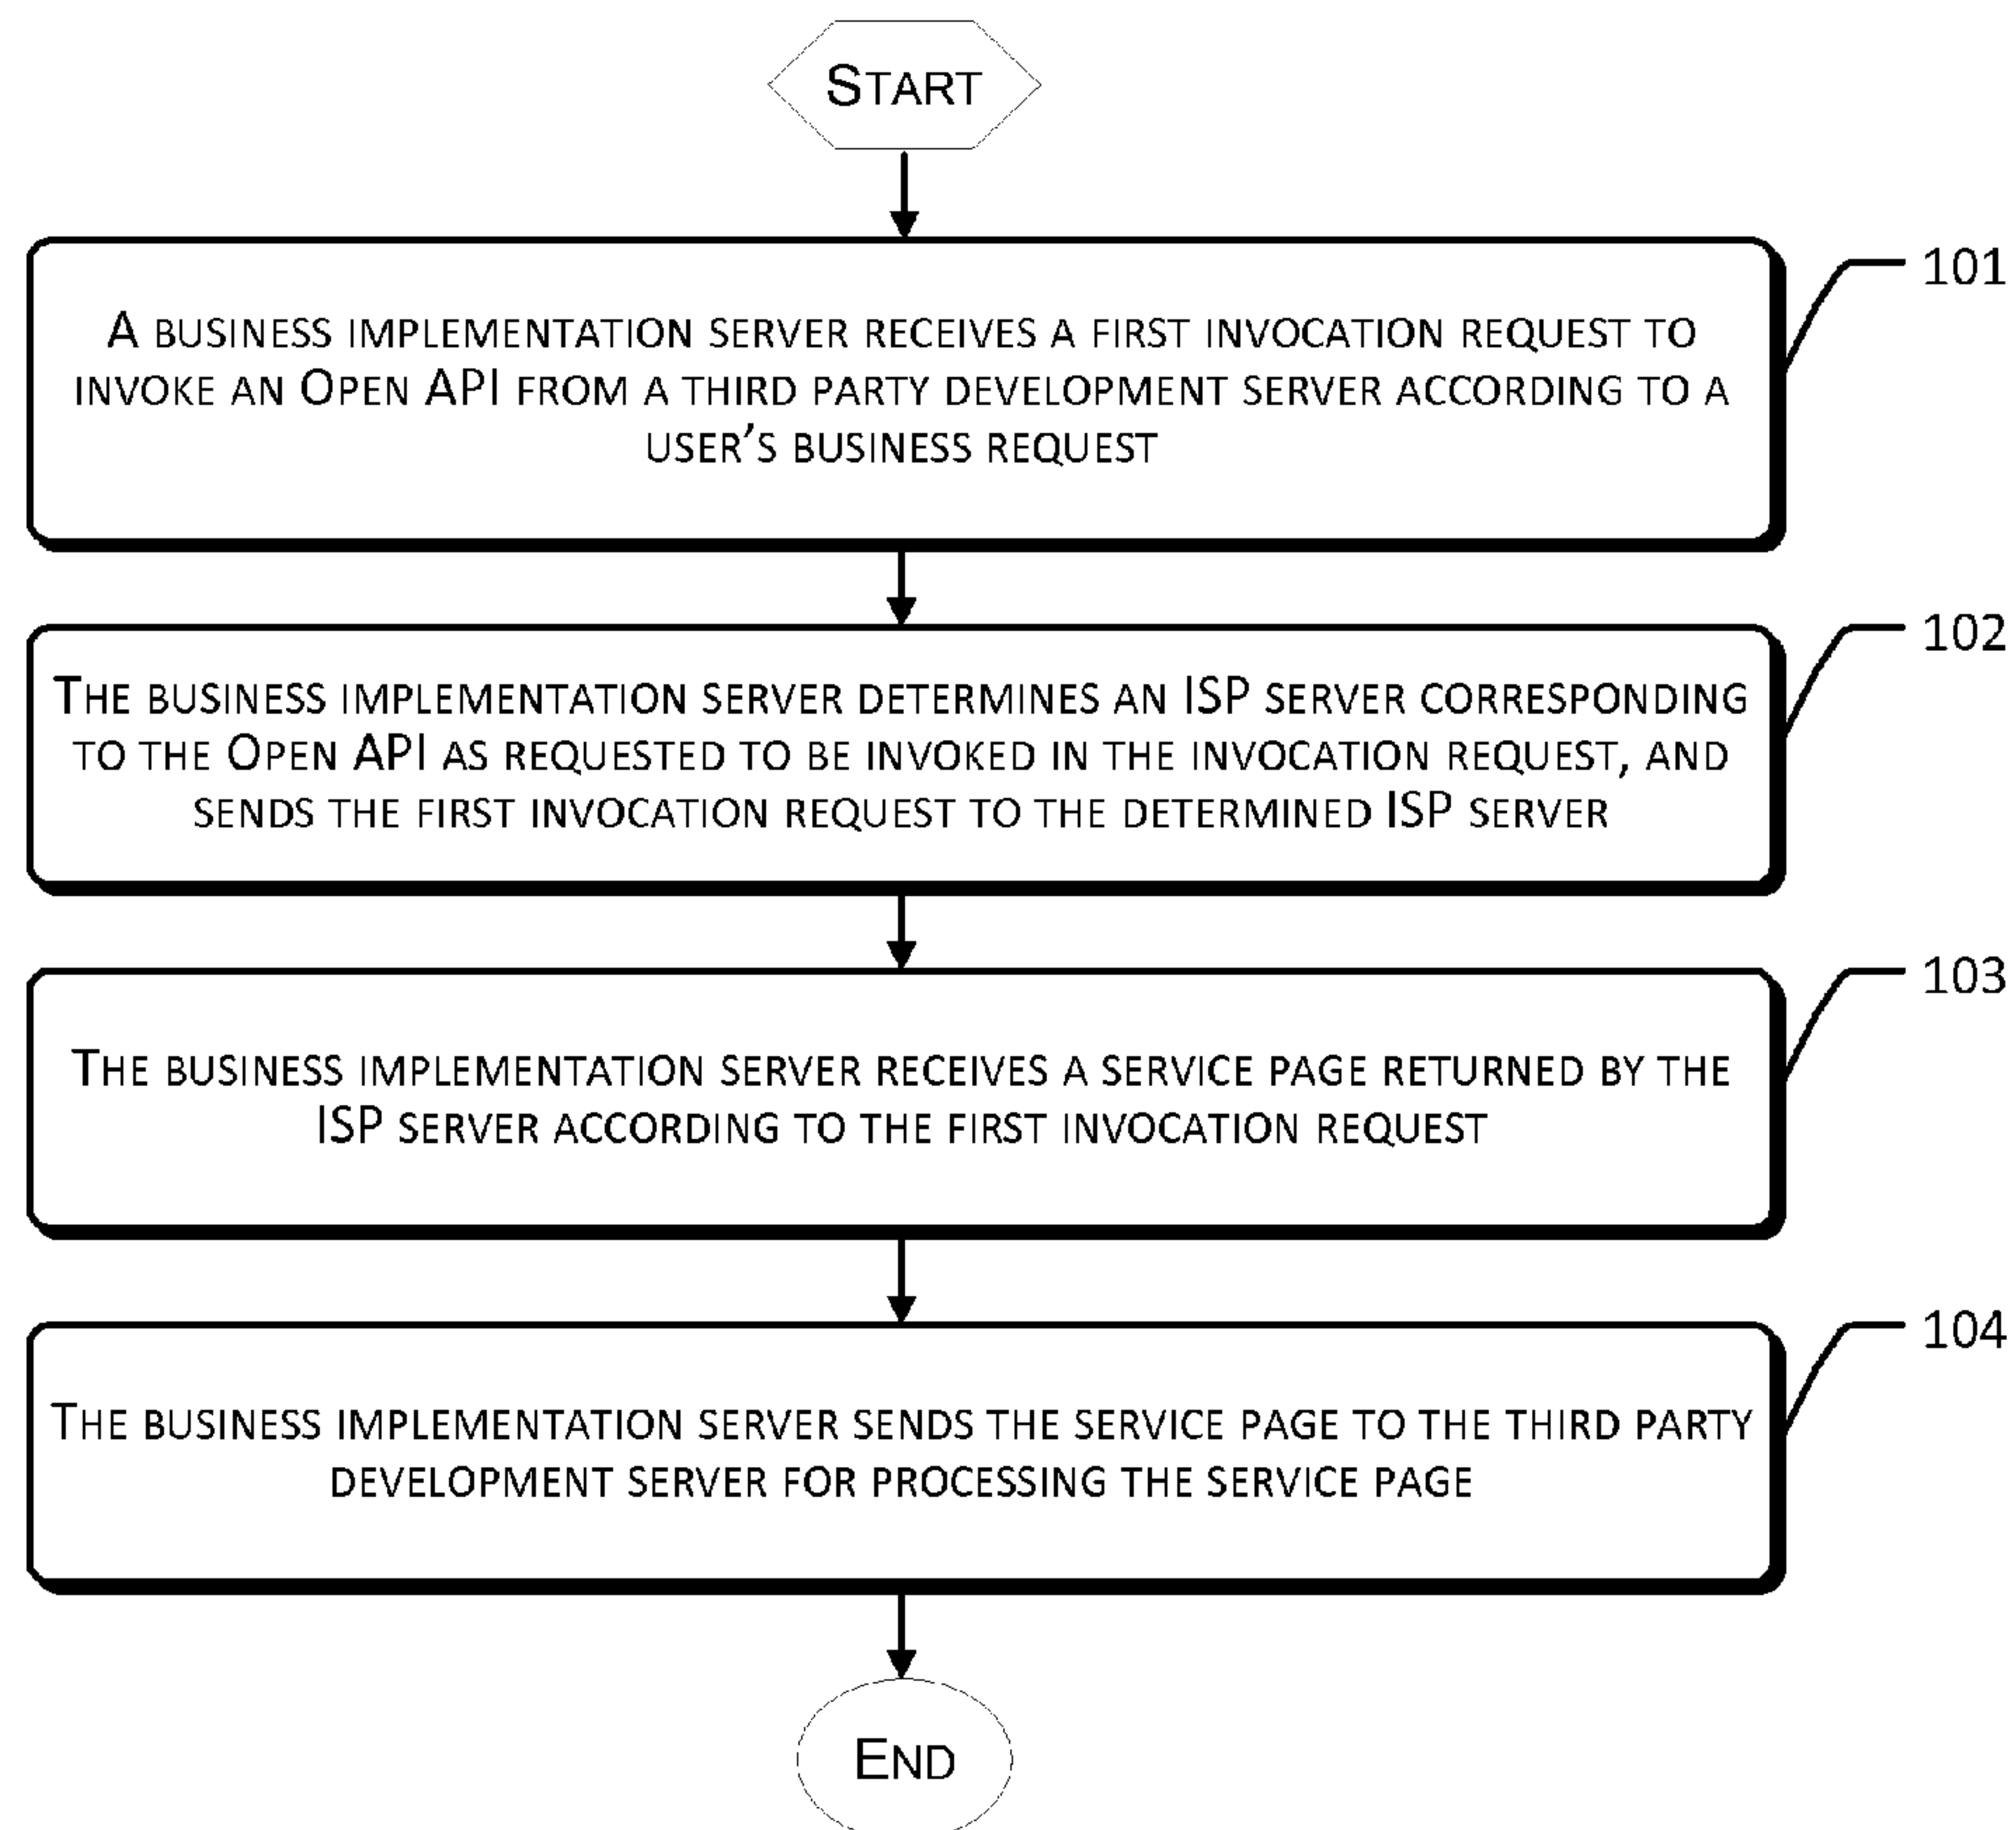 START
101
A BUSINESS IMPLEMENTATION SERVER RECEIVES A FIRST INVOCATION REQUEST TO
INVOKE AN OPEN API FROM A THIRD PARTY DEVELOPMENT SERVER ACCORDING TO A
USER'S BUSINESS REQUEST
102
THE BUSINESS IMPLEMENTATION SERVER DETERMINES AN ISP SERVER CORRESPONDING
TO THE OPEN API AS REQUESTED TO BE INVOKED IN THE INVOCATION REQUEST, AND
SENDS THE FIRST INVOCATION REQUEST TO THE DETERMINED ISP SERVER
103
THE BUSINESS IMPLEMENTATION SERVER RECEIVES A SERVICE PAGE RETURNED BY THE
ISP SERVER ACCORDING TO THE FIRST INVOCATION REQUEST
104
THE BUSINESS IMPLEMENTATION SERVER SENDS THE SERVICE PAGE TO THE THIRD PARTY
DEVELOPMENT SERVER FOR PROCESSING THE SERVICE PAGE
END